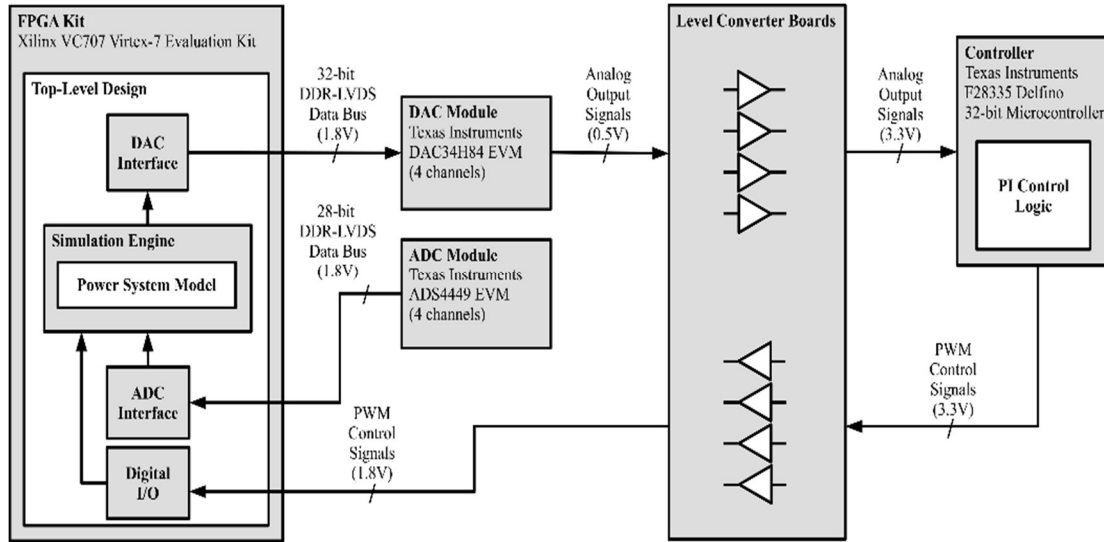 FPGA Kit
Xilinx VC707 Virtex-7 Evaluation Kit
Top-Level Design
DAC
Interface
Simulation Engine
Power System Model
ADC
Interface
Digital
I/O
32-bit
DDR-LVDS
Data Bus
(1.8V)
28-bit
DDR-LVDS
Data Bus
(1.8V)
PWM
Control
Signals
(1.8V)
DAC Module
Texas Instruments
DAC34H84 EVM
(4 channels)
ADC Module
Texas Instruments
ADS4449 EVM
(4 channels)
Analog
Output
Signals
(0.5V)
Level Converter Boards
Analog
Output
Signals
(3.3V)
PWM
Control
Signals
(3.3V)
Controller
Texas Instruments
F28335 Delfino
32-bit Microcontroller
PI Control
Logic